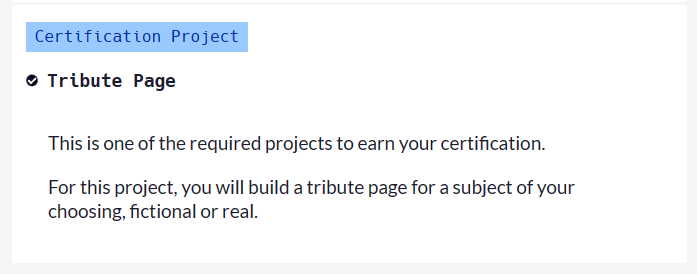 Certification Project
Tribute Page
This is one of the required projects to earn your certification.
For this project, you will build a tribute page for a subject of your
choosing, fictional or real.